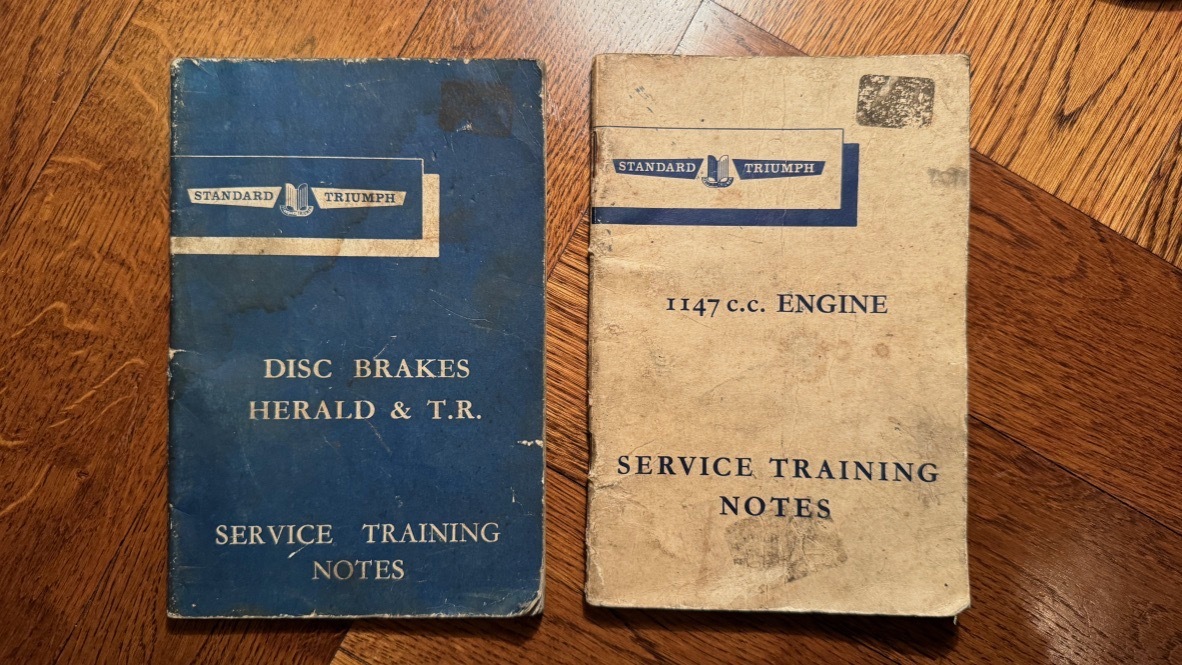 STANDARD TRIUMPH
DISC BRAKES
HERALD & T.R.
SERVICE TRAINING
NOTES
STANDARD TRIUMPH
1147 c.c. ENGINE
SERVICE TRAINING
NOTES